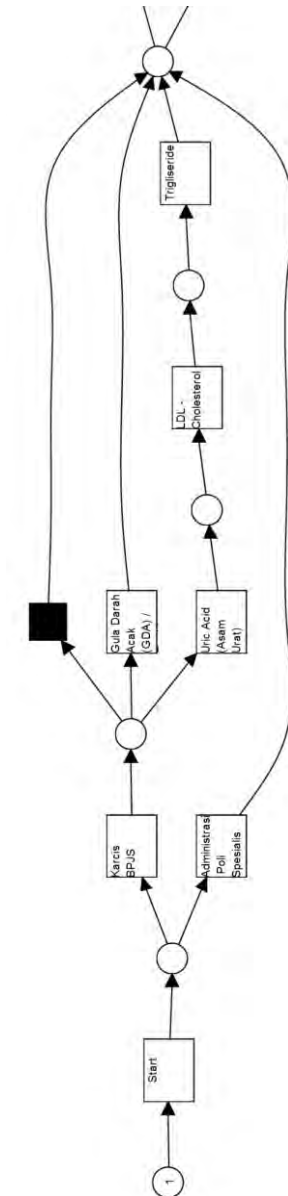 Trigliseride
LDL -
Cholesterol
Gula Darah
Acak
(GDA) /
Uric Acid
(Asam
Urat)
Karcis
BPJS
Administrasi
Poli
Spesialis
Start
1